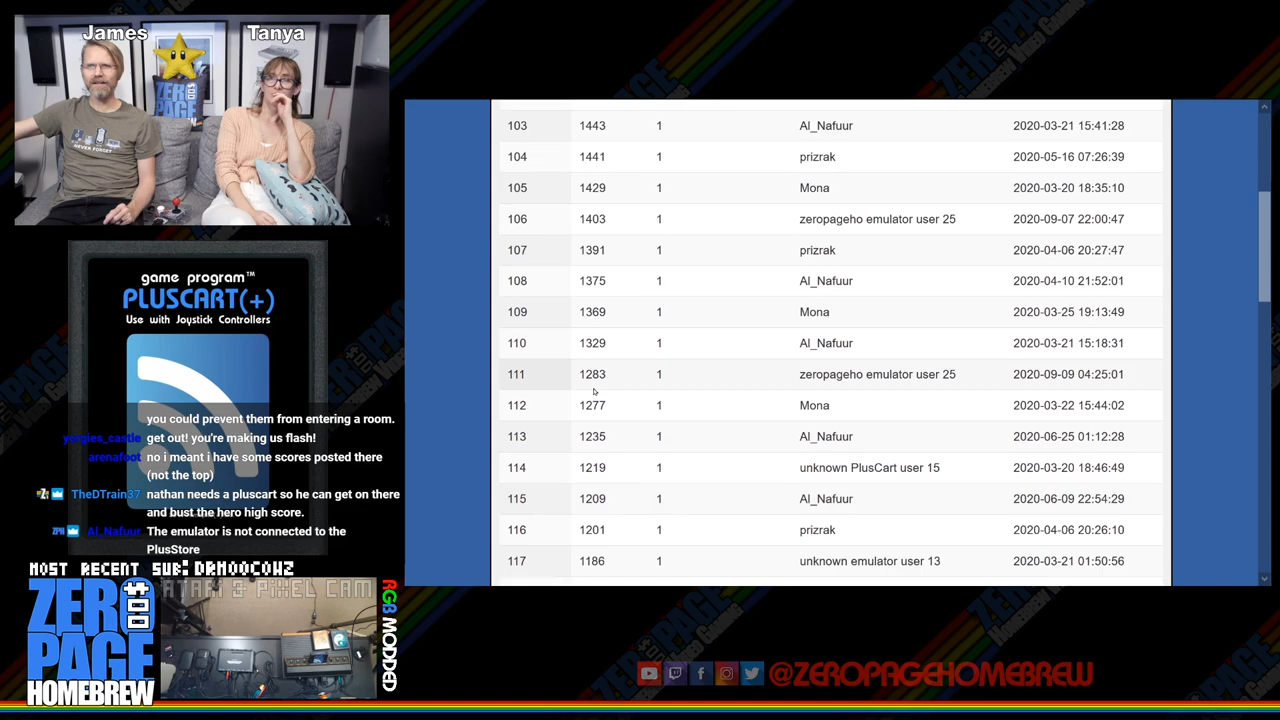 James
Tanya
NEVER FORGET
ZERO
PAGE
game program™
PLUSCART(+)
Use with Joystick Controllers
you could prevent them from entering a room.
yorgles_castle get out! you're making us flash!
arenafoot no i meant i have some scores posted there
(not the top)
TheDTrain37 nathan needs a pluscart so he can get on there
and bust the hero high score.
Al_Nafuur The emulator is not connected to the
PlusStore
MOST RECENT SUB: DRMOOCOWZ
ZERO
PAGE
HOMEBREW
ATARI & PIXEL CAM
RGB MODDED
103 1443 1 Al_Nafuur 2020-03-21 15:41:28
104 1441 1 prizrak 2020-05-16 07:26:39
105 1429 1 Mona 2020-03-20 18:35:10
106 1403 1 zeropageho emulator user 25 2020-09-07 22:00:47
107 1391 1 prizrak 2020-04-06 20:27:47
108 1375 1 Al_Nafuur 2020-04-10 21:52:01
109 1369 1 Mona 2020-03-25 19:13:49
110 1329 1 Al_Nafuur 2020-03-21 15:18:31
111 1283 1 zeropageho emulator user 25 2020-09-09 04:25:01
112 1277 1 Mona 2020-03-22 15:44:02
113 1235 1 Al_Nafuur 2020-06-25 01:12:28
114 1219 1 unknown PlusCart user 15 2020-03-20 18:46:49
115 1209 1 Al_Nafuur 2020-06-09 22:54:29
116 1201 1 prizrak 2020-04-06 20:26:10
117 1186 1 unknown emulator user 13 2020-03-21 01:50:56
@ZEROPAGEHOMEBREW